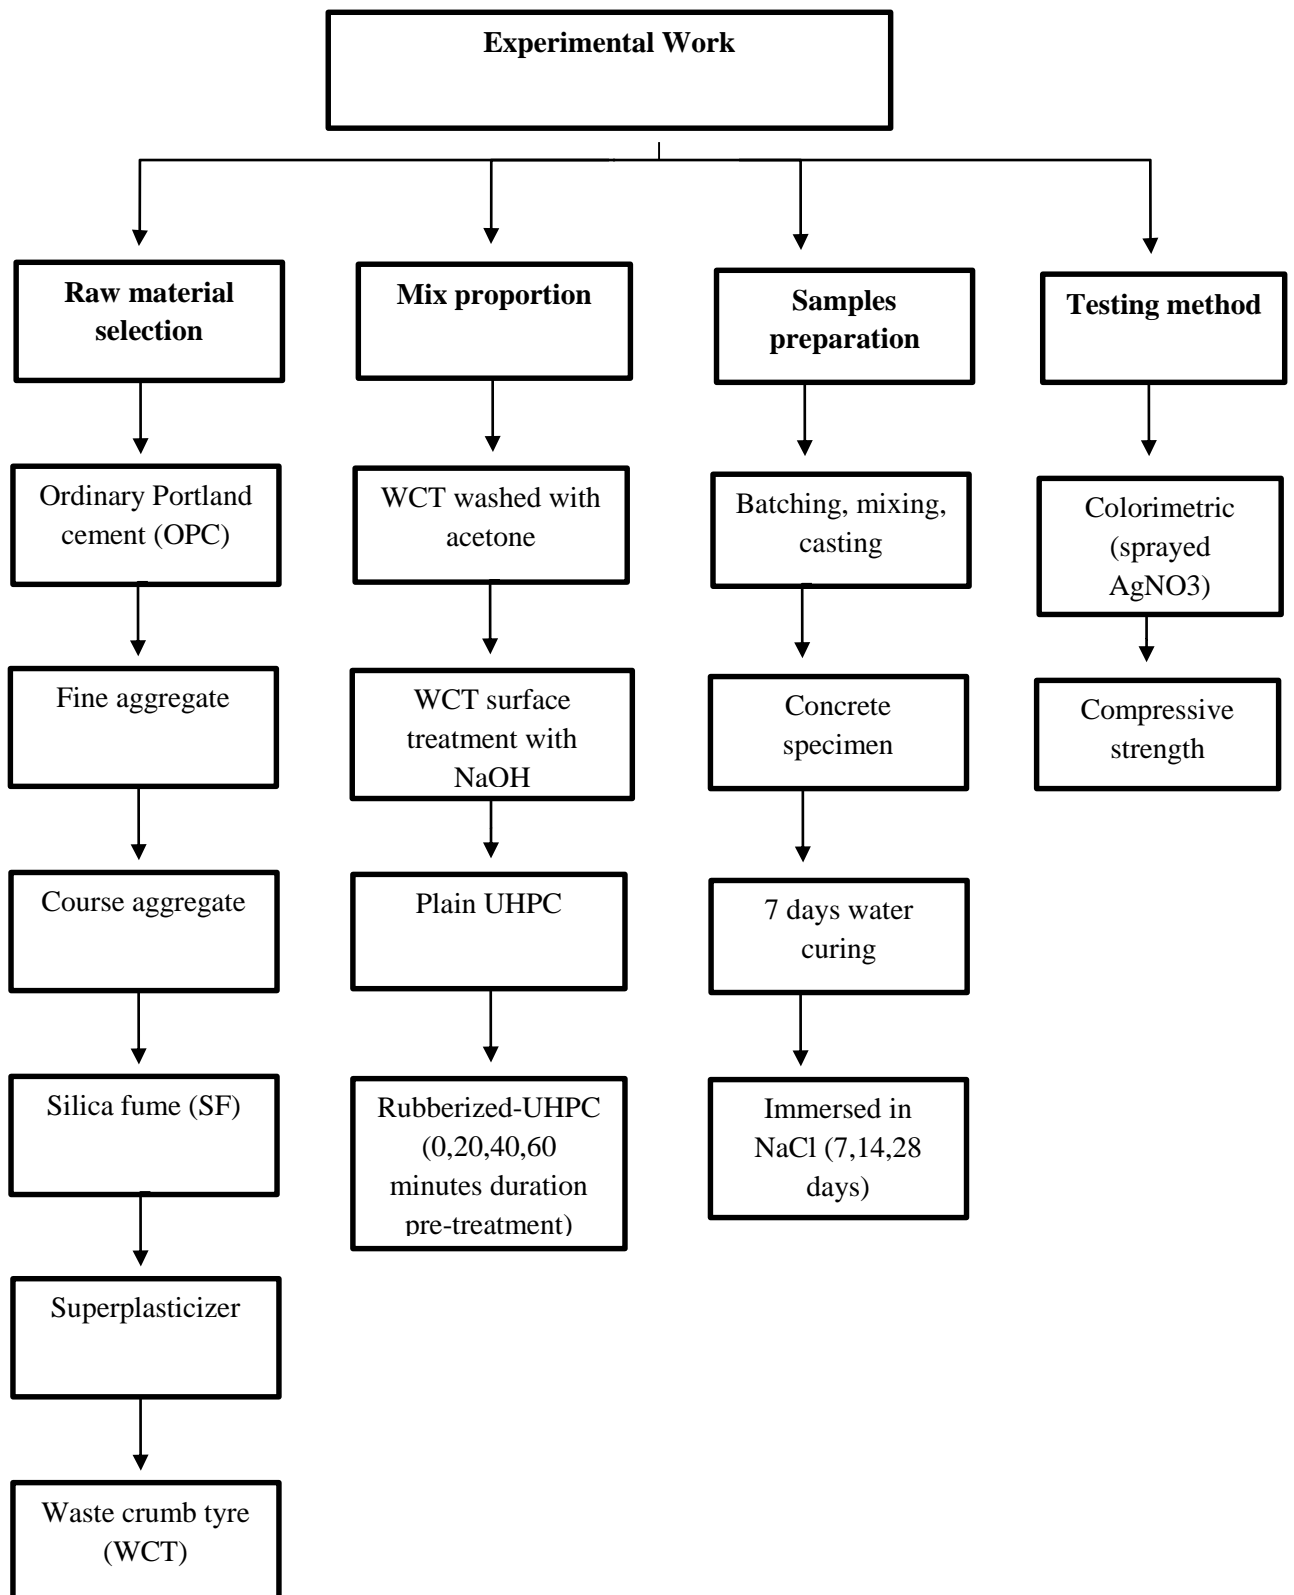 Experimental Work
Raw material
selection
Mix proportion
Samples
preparation
Testing method
Ordinary Portland
cement (OPC)
WCT washed with
acetone
Batching, mixing,
casting
Colorimetric
(sprayed
AgNO3)
Fine aggregate
WCT surface
treatment with
NaOH
Concrete
specimen
Compressive
strength
Course aggregate
Plain UHPC
7 days water
curing
Silica fume (SF)
Rubberized-UHPC
(0,20,40,60
minutes duration
pre-treatment)
Immersed in
NaCl (7,14,28
days)
Superplasticizer
Waste crumb tyre
(WCT)